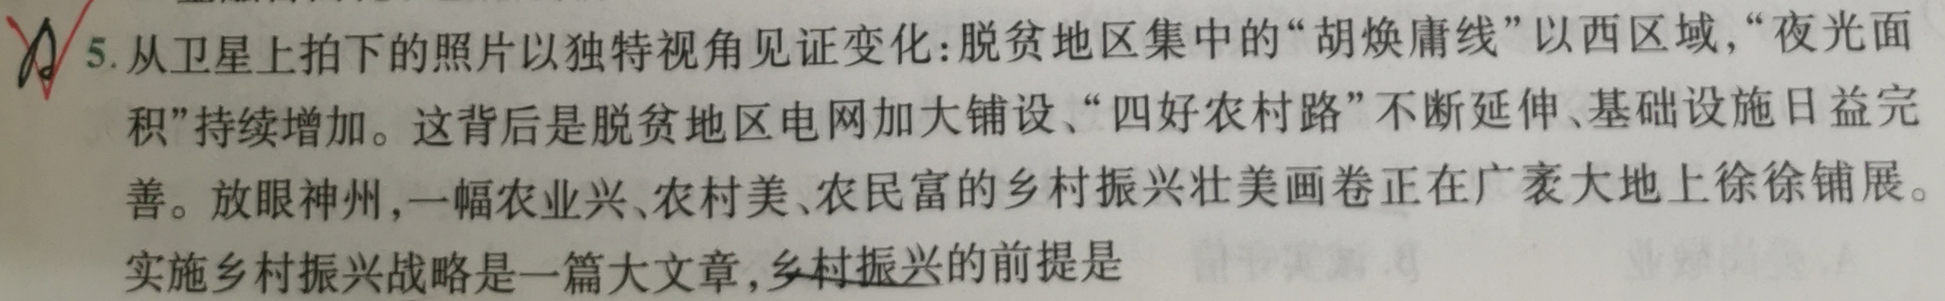 5.从卫星上拍下的照片以独特视角见证变化:脱贫地区集中的“胡焕庸线”以西区域,“夜光面
积”持续增加。这背后是脱贫地区电网加大铺设、“四好农村路”不断延伸、基础设施日益完
善。放眼神州,一幅农业兴、农村美、农民富的乡村振兴壮美画卷正在广袤大地上徐徐铺展。
实施乡村振兴战略是一篇大文章,乡村振兴的前提是